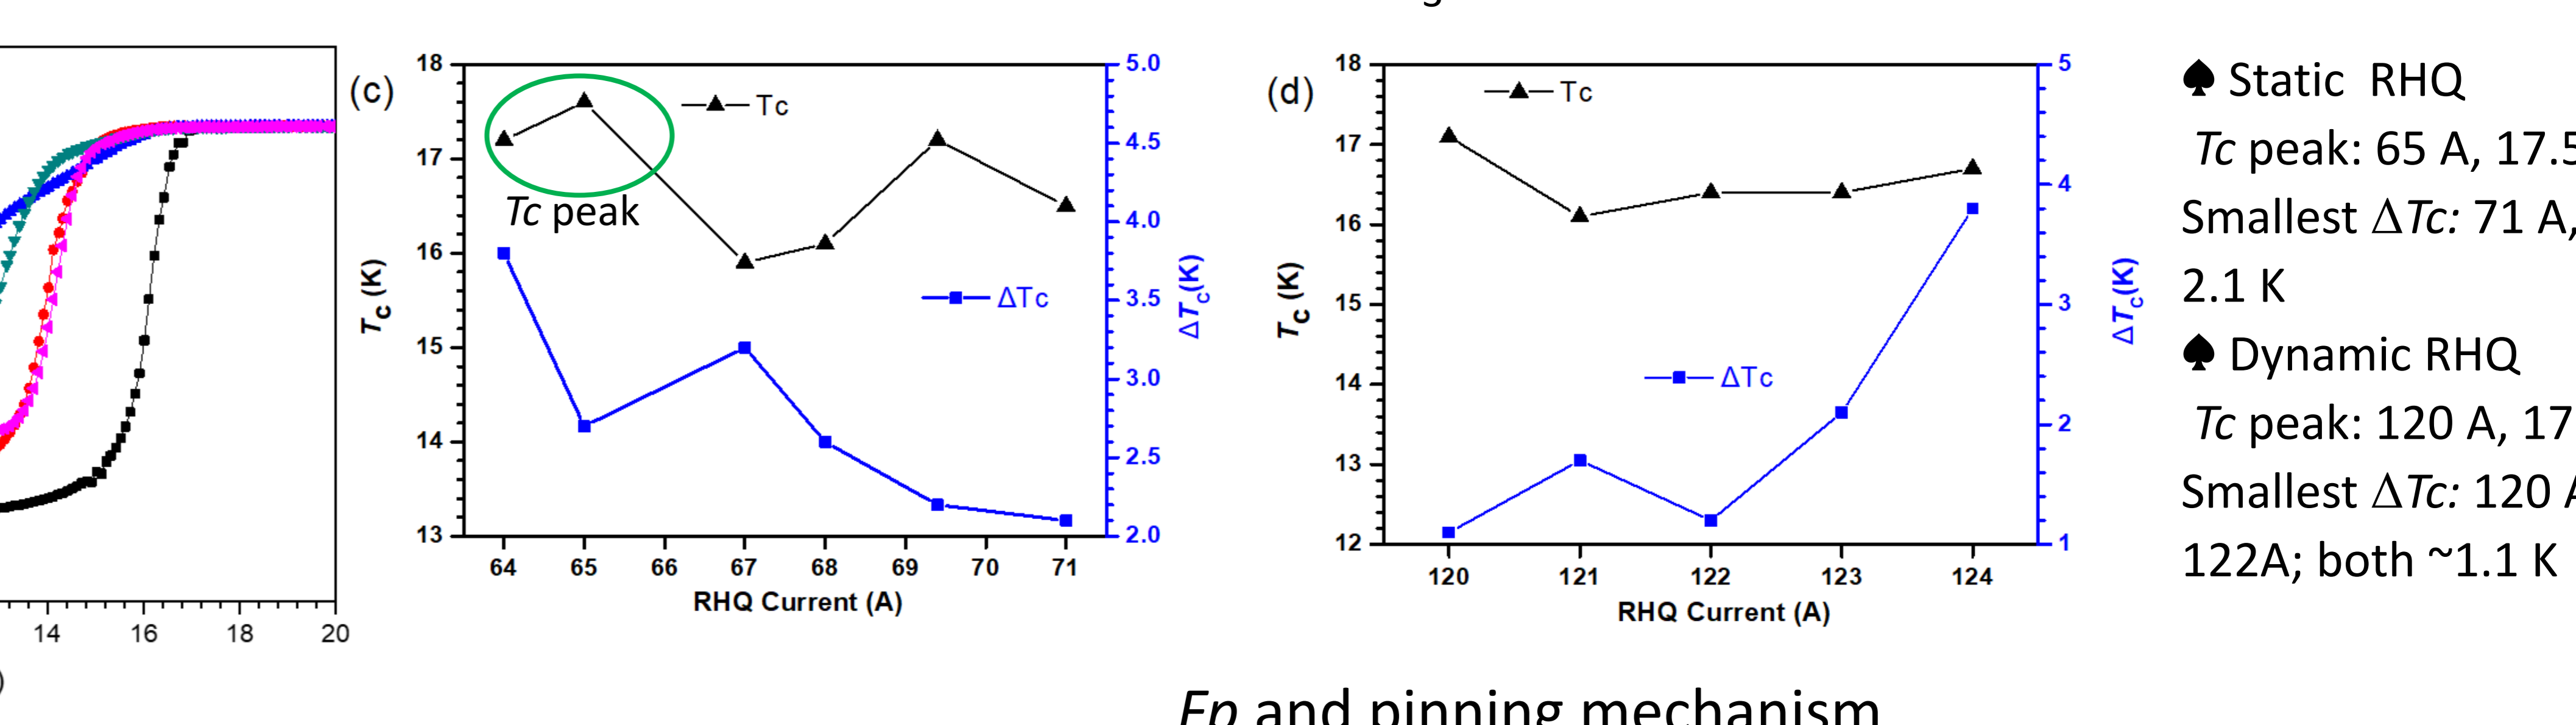 (c)
18
17
16
15
14
13
Tc (K)
Tc
Tc peak
ΔTc
5.0
4.5
4.0
3.5
3.0
2.5
2.0
ΔTc(K)
64 65 66 67 68 69 70 71
RHQ Current (A)
14 16 18 20
)
(d)
18
17
16
15
14
13
12
Tc (K)
Tc
ΔTc
5
4
3
2
1
ΔTc(K)
120 121 122 123 124
RHQ Current (A)
♠ Static RHQ
Tc peak: 65 A, 17.5
Smallest ΔTc: 71 A,
2.1 K
♠ Dynamic RHQ
Tc peak: 120 A, 17
Smallest ΔTc: 120 A
122A; both ~1.1 K
Fp and pinning mechanism